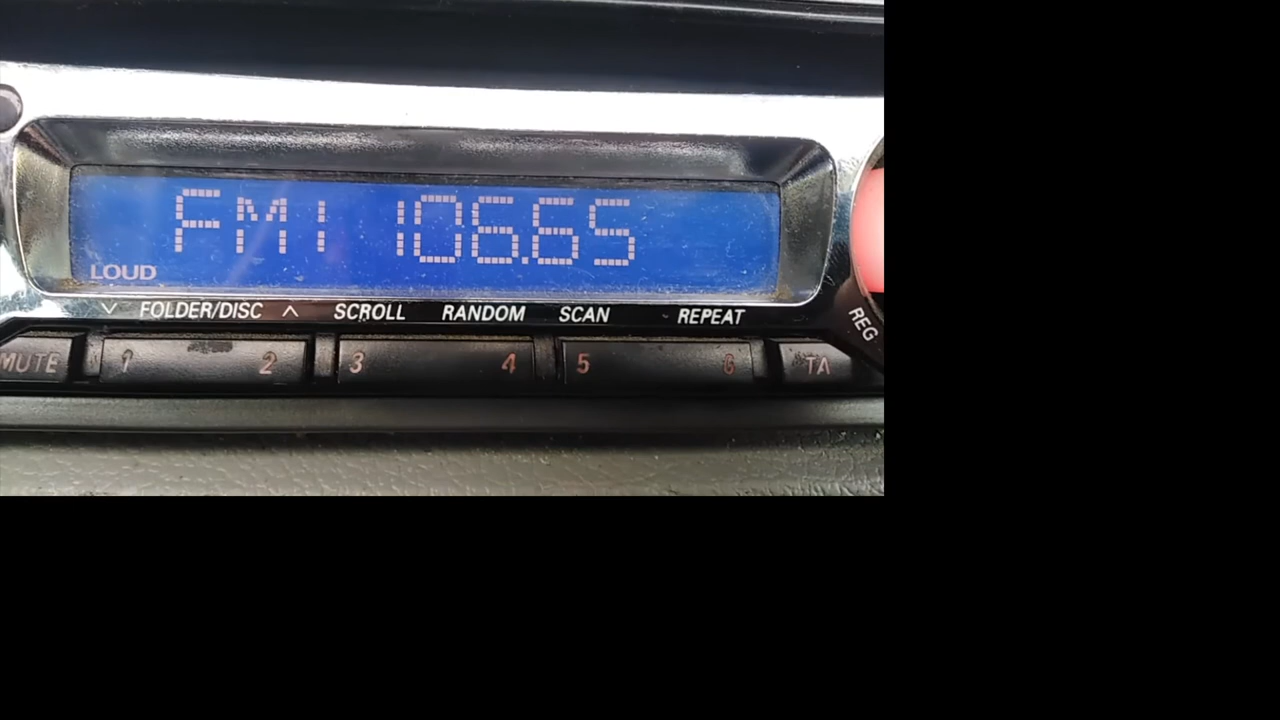 FM1 106.65
LOUD
∨ FOLDER/DISC ∧ SCROLL RANDOM SCAN REPEAT
REG
MUTE 1 2 3 4 5 6 TA